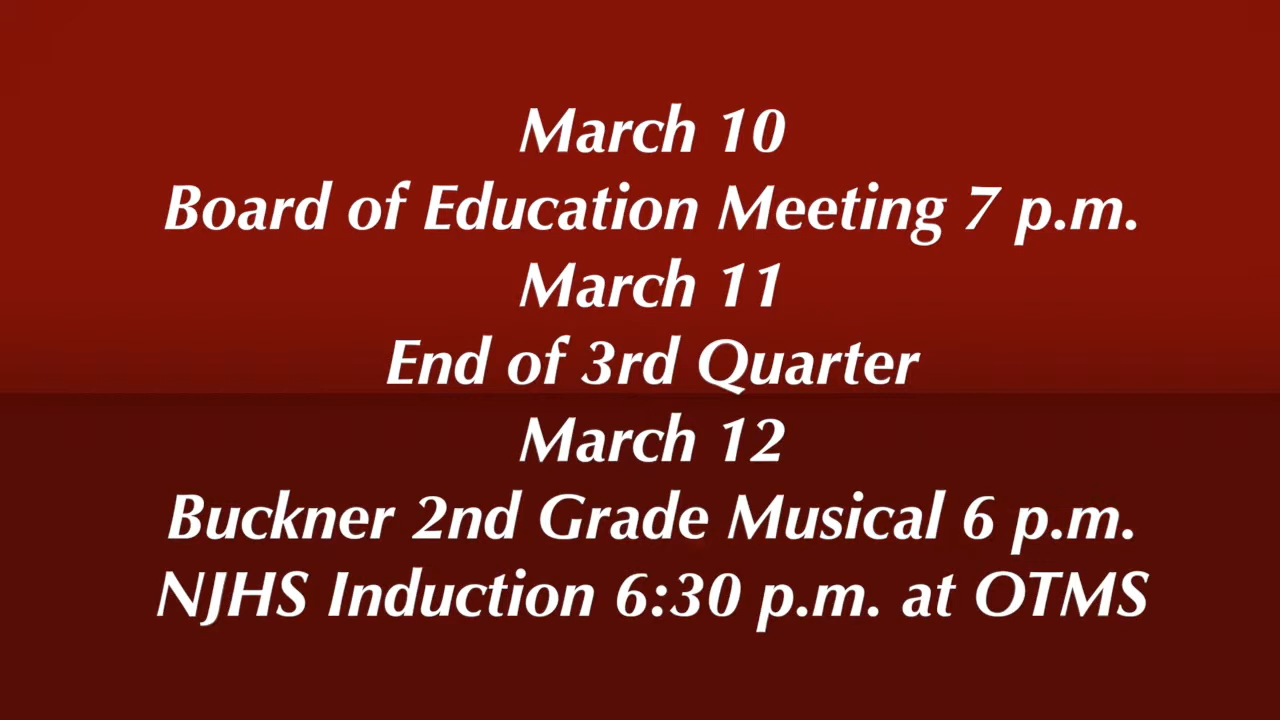 March 10
Board of Education Meeting 7 p.m.
March 11
End of 3rd Quarter
March 12
Buckner 2nd Grade Musical 6 p.m.
NJHS Induction 6:30 p.m. at OTMS